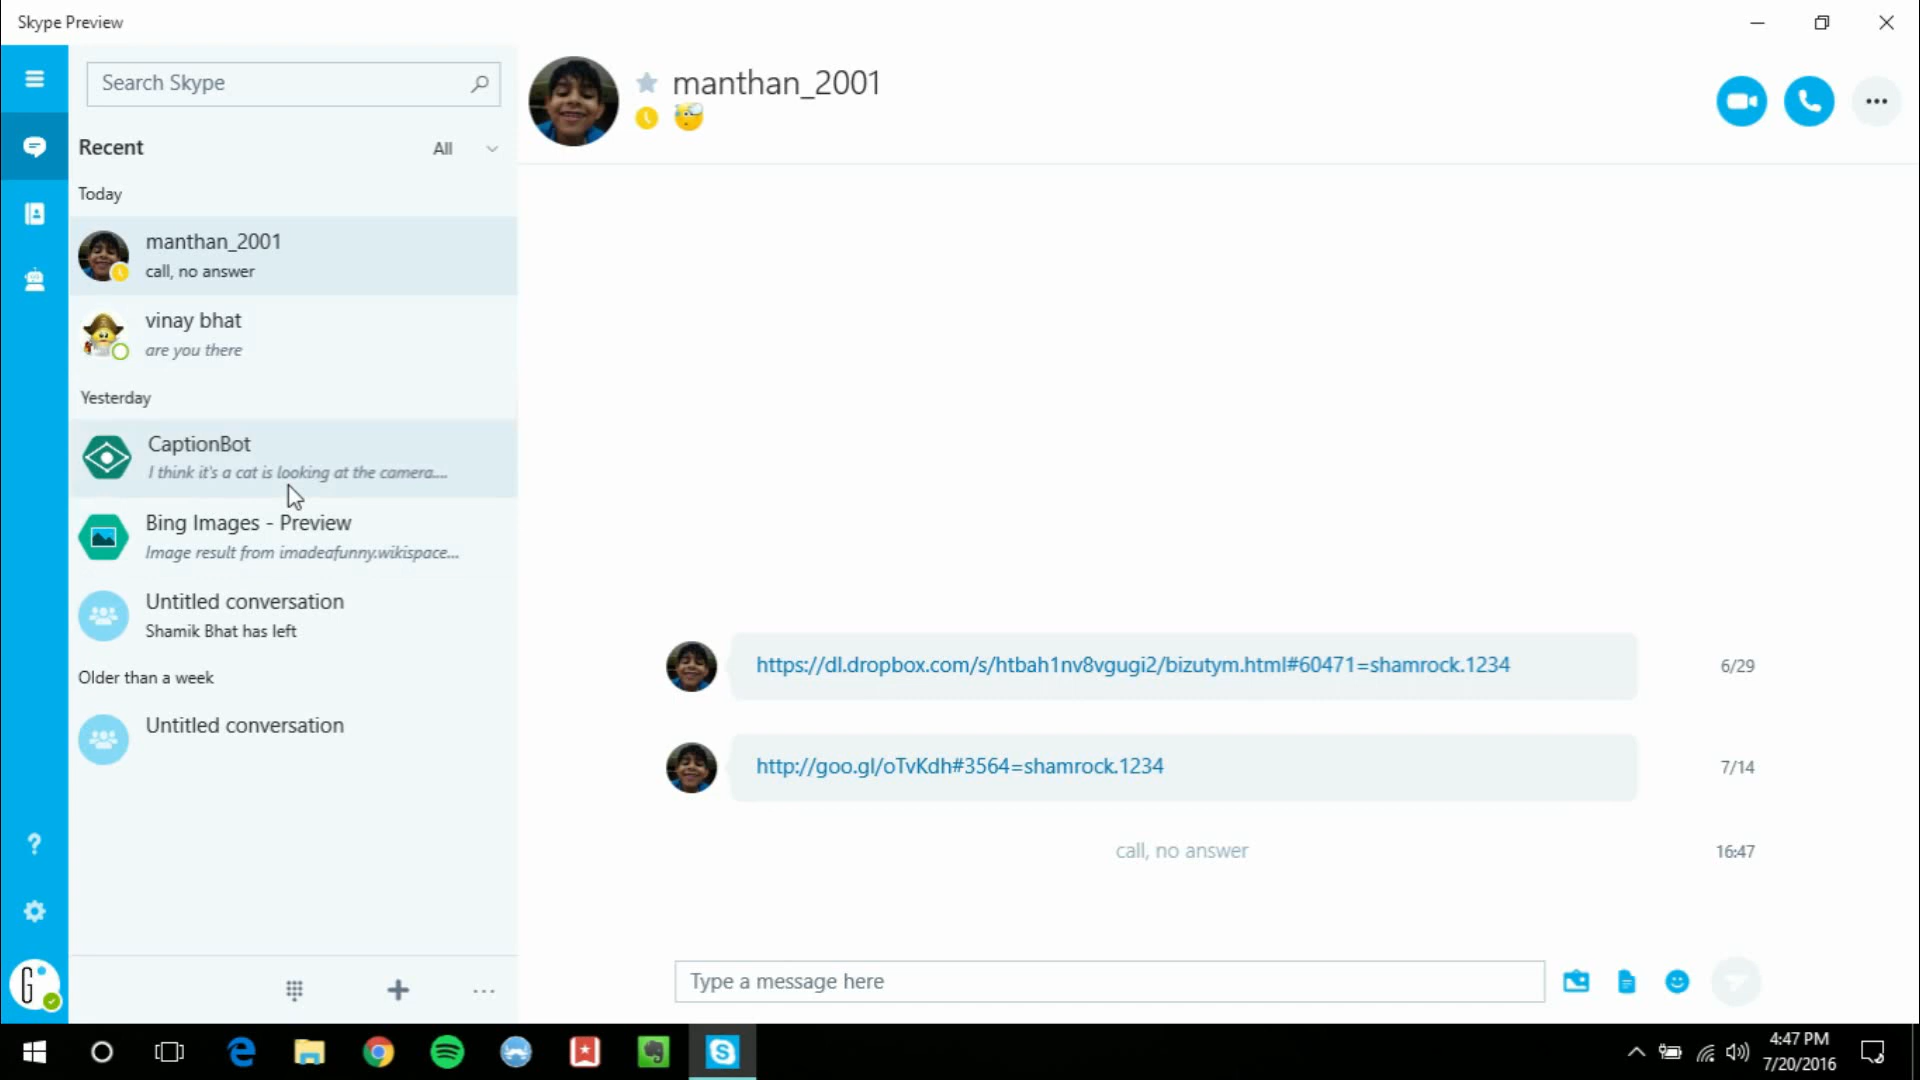 Skype Preview
Search Skype
Recent
All
Today
manthan_2001
call, no answer
vinay bhat
are you there
Yesterday
CaptionBot
I think it's a cat is looking at the camera....
Bing Images - Preview
Image result from imadeafunny.wikispace...
Untitled conversation
Shamik Bhat has left
Older than a week
Untitled conversation
manthan_2001
https://dl.dropbox.com/s/htbah1nv8vgugi2/bizutym.html#60471=shamrock.1234
6/29
http://goo.gl/oTvKdh#3564=shamrock.1234
7/14
call, no answer
16:47
Type a message here
4:47 PM
7/20/2016